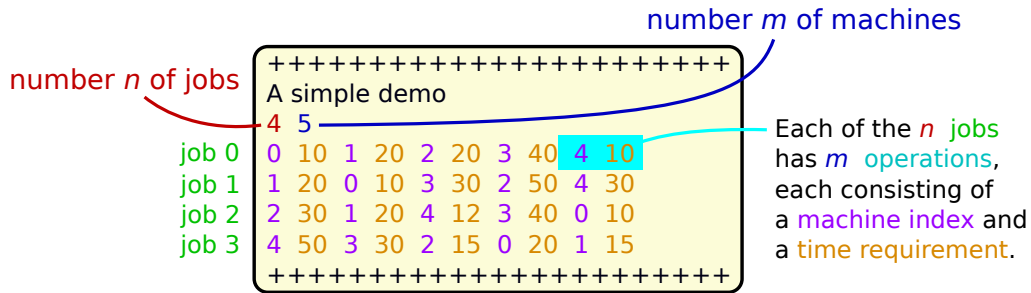 number m of machines
number n of jobs
+++++++++++++++++++++++
A simple demo
4 5
job 0 0 10 1 20 2 20 3 40 4 10
job 1 1 20 0 10 3 30 2 50 4 30
job 2 2 30 1 20 4 12 3 40 0 10
job 3 4 50 3 30 2 15 0 20 1 15
+++++++++++++++++++++++
Each of the n jobs
has m operations,
each consisting of
a machine index and
a time requirement.